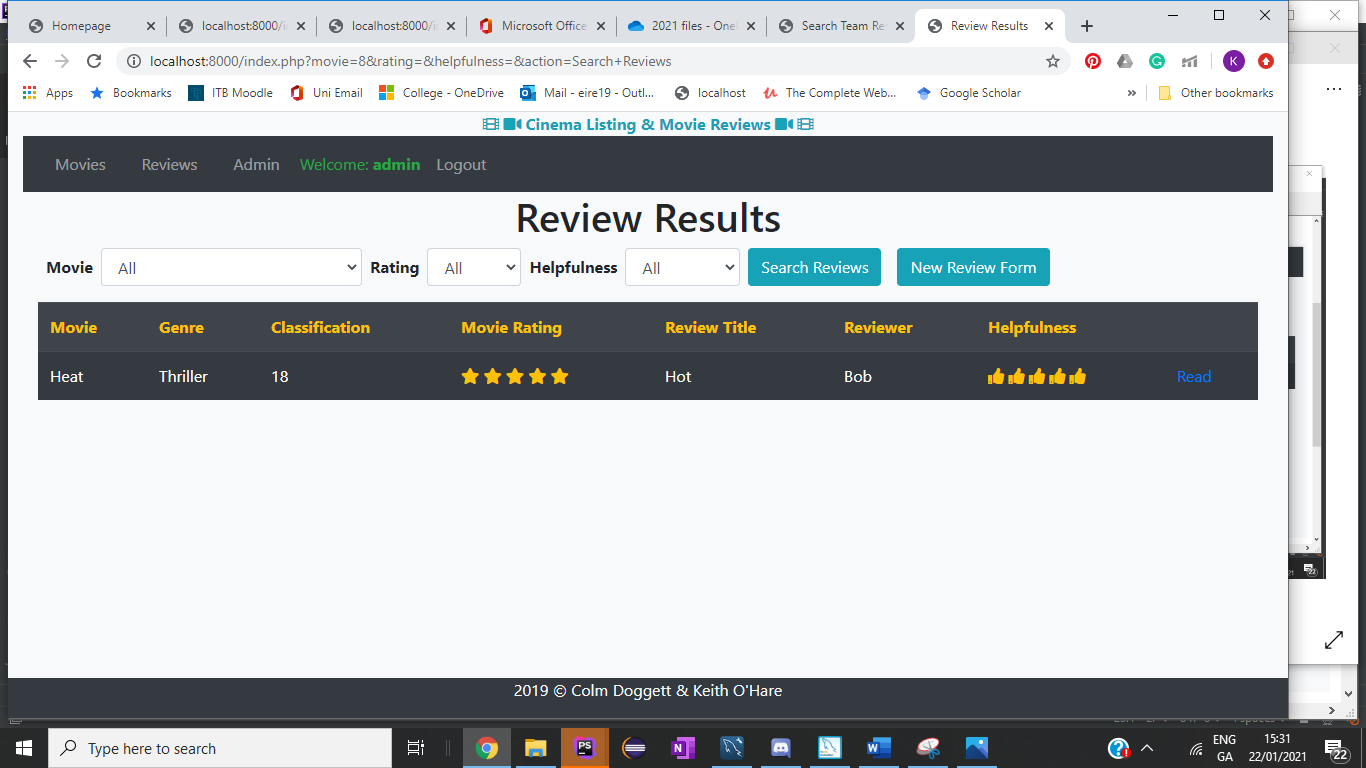 Homepage
localhost:8000/i
localhost:8000/i
Microsoft Office
2021 files - One
Search Team Re
Review Results
localhost:8000/index.php?movie=8&rating=&helpfulness=&action=Search+Reviews
K
Apps
Bookmarks
ITB Moodle
Uni Email
College - OneDrive
Mail - eire19 - Outl...
localhost
The Complete Web...
Google Scholar
»
Other bookmarks
Cinema Listing & Movie Reviews
Movies Reviews Admin Welcome: admin Logout
Review Results
Movie All Rating All Helpfulness All Search Reviews New Review Form
Movie Genre Classification Movie Rating Review Title Reviewer Helpfulness
Heat Thriller 18 Hot Bob Read
2019 © Colm Doggett & Keith O'Hare
Type here to search
PS
N
W
ENG
GA
15:31
22/01/2021
22